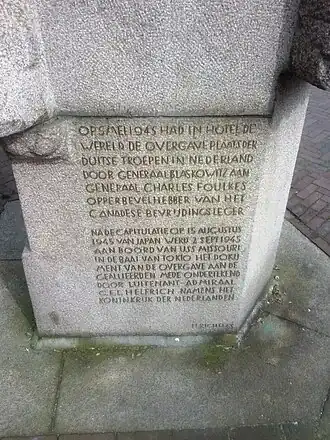 OP 5 MEI 1945 HAD IN HOTEL DE
WERELD DE OVERGAVE PLAATS DER
DUITSE TROEPEN IN NEDERLAND
DOOR GENERAAL BLASKOWITZ AAN
GENERAAL CHARLES FOULKES
OPPERBEVELHEBBER VAN HET
CANADESE BEVRIJDINGSLEGER
NA DE CAPITULATIE OP 15 AUGUSTUS
1945 VAN JAPAN WERD 2 SEPT 1945
AAN BOORD VAN USS MISSOURI
IN DE BAAI VAN TOKIO HET DOKU
MENT VAN DE OVERGAVE AAN DE
GEALLIEERDEN MEDE ONDERTEKEND
DOOR LUITENANT-ADMIRAAL
C.E.L. HELFRICH NAMENS HET
KONINKRIJK DER NEDERLANDEN